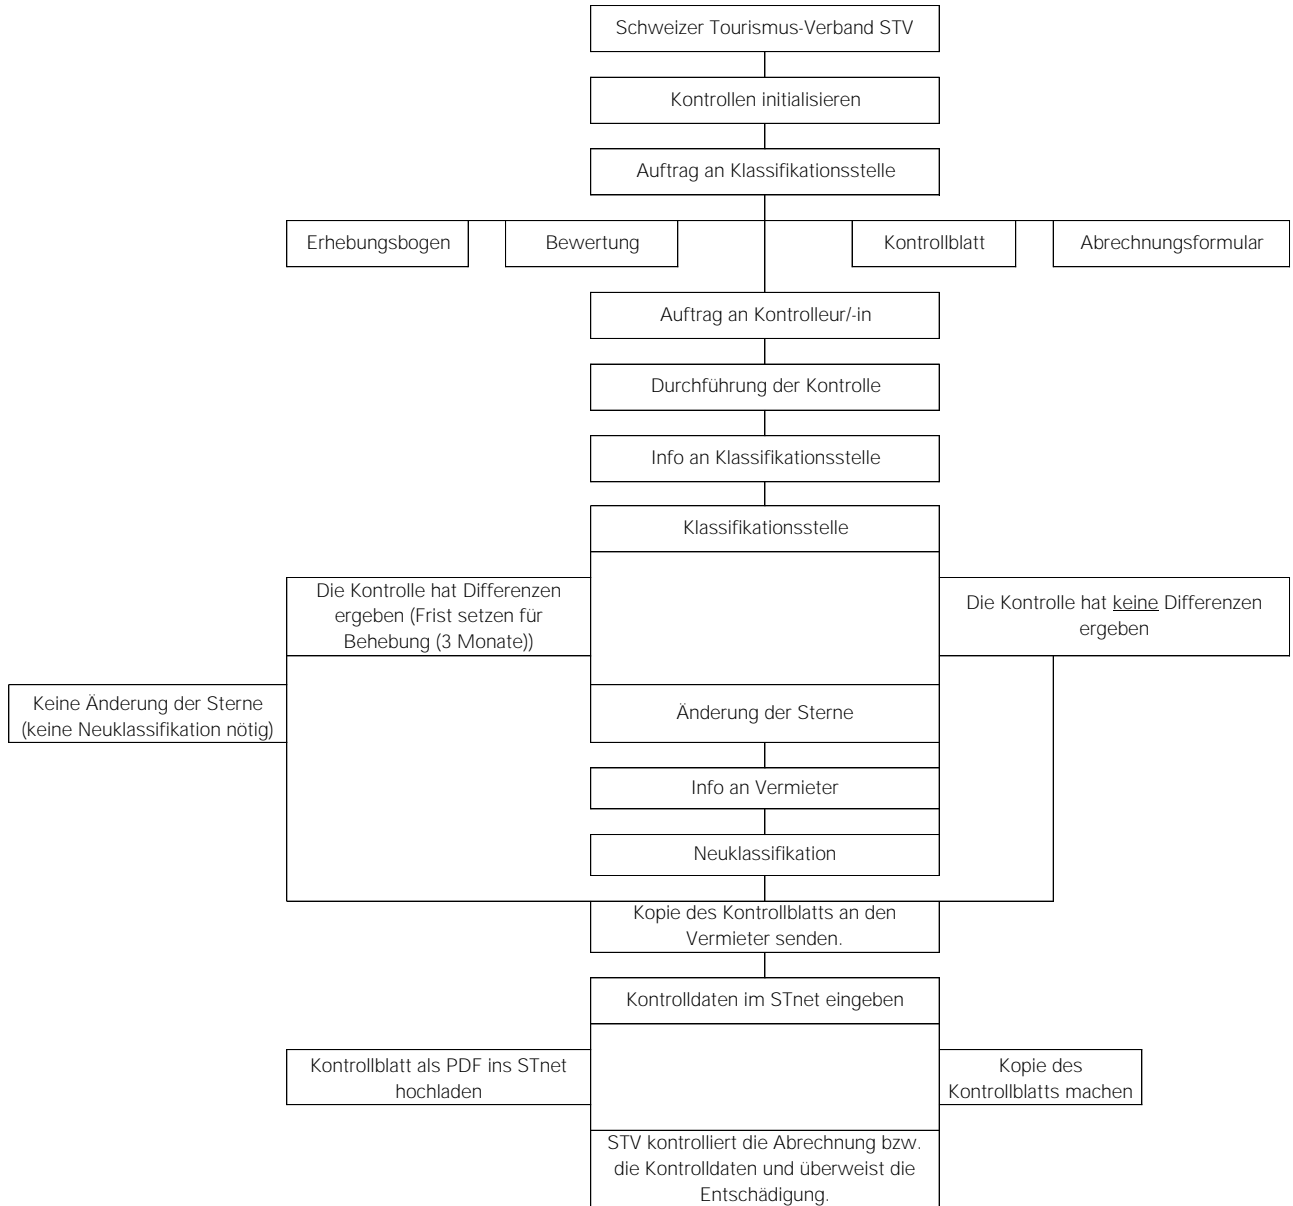 Schweizer Tourismus-Verband STV
Kontrollen initialisieren
Auftrag an Klassifikationsstelle
Erhebungsbogen
Bewertung
Kontrollblatt
Abrechnungsformular
Auftrag an Kontrolleur/-in
Durchführung der Kontrolle
Info an Klassifikationsstelle
Klassifikationsstelle
Die Kontrolle hat Differenzen
ergeben (Frist setzen für
Behebung (3 Monate))
Die Kontrolle hat keine Differenzen
ergeben
Keine Änderung der Sterne
(keine Neuklassifikation nötig)
Änderung der Sterne
Info an Vermieter
Neuklassifikation
Kopie des Kontrollblatts an den
Vermieter senden.
Kontrolldaten im STnet eingeben
Kontrollblatt als PDF ins STnet
hochladen
Kopie des
Kontrollblatts machen
STV kontrolliert die Abrechnung bzw.
die Kontrolldaten und überweist die
Entschädigung.